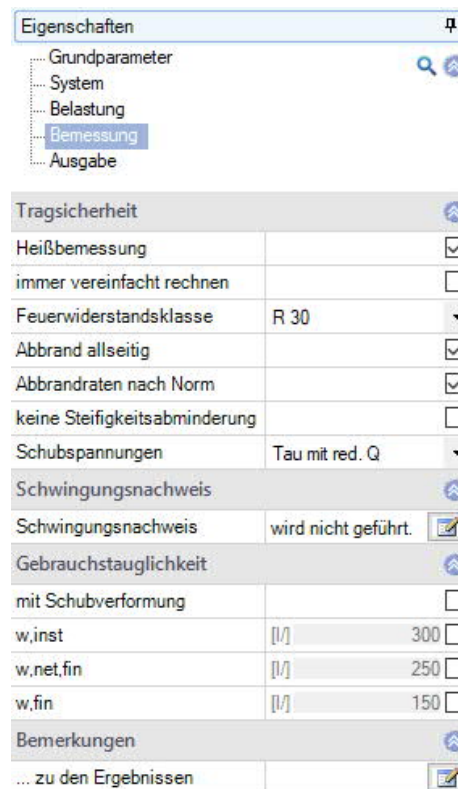 Eigenschaften
Grundparameter
System
Belastung
Bemessung
Ausgabe
Tragsicherheit
Heißbemessung
immer vereinfacht rechnen
Feuerwiderstandsklasse R 30
Abbrand allseitig
Abbrandraten nach Norm
keine Steifigkeitsabminderung
Schubspannungen Tau mit red. Q
Schwingungsnachweis
Schwingungsnachweis wird nicht geführt.
Gebrauchstauglichkeit
mit Schubverformung
w,inst [l/] 300
w,net,fin [l/] 250
w,fin [l/] 150
Bemerkungen
... zu den Ergebnissen